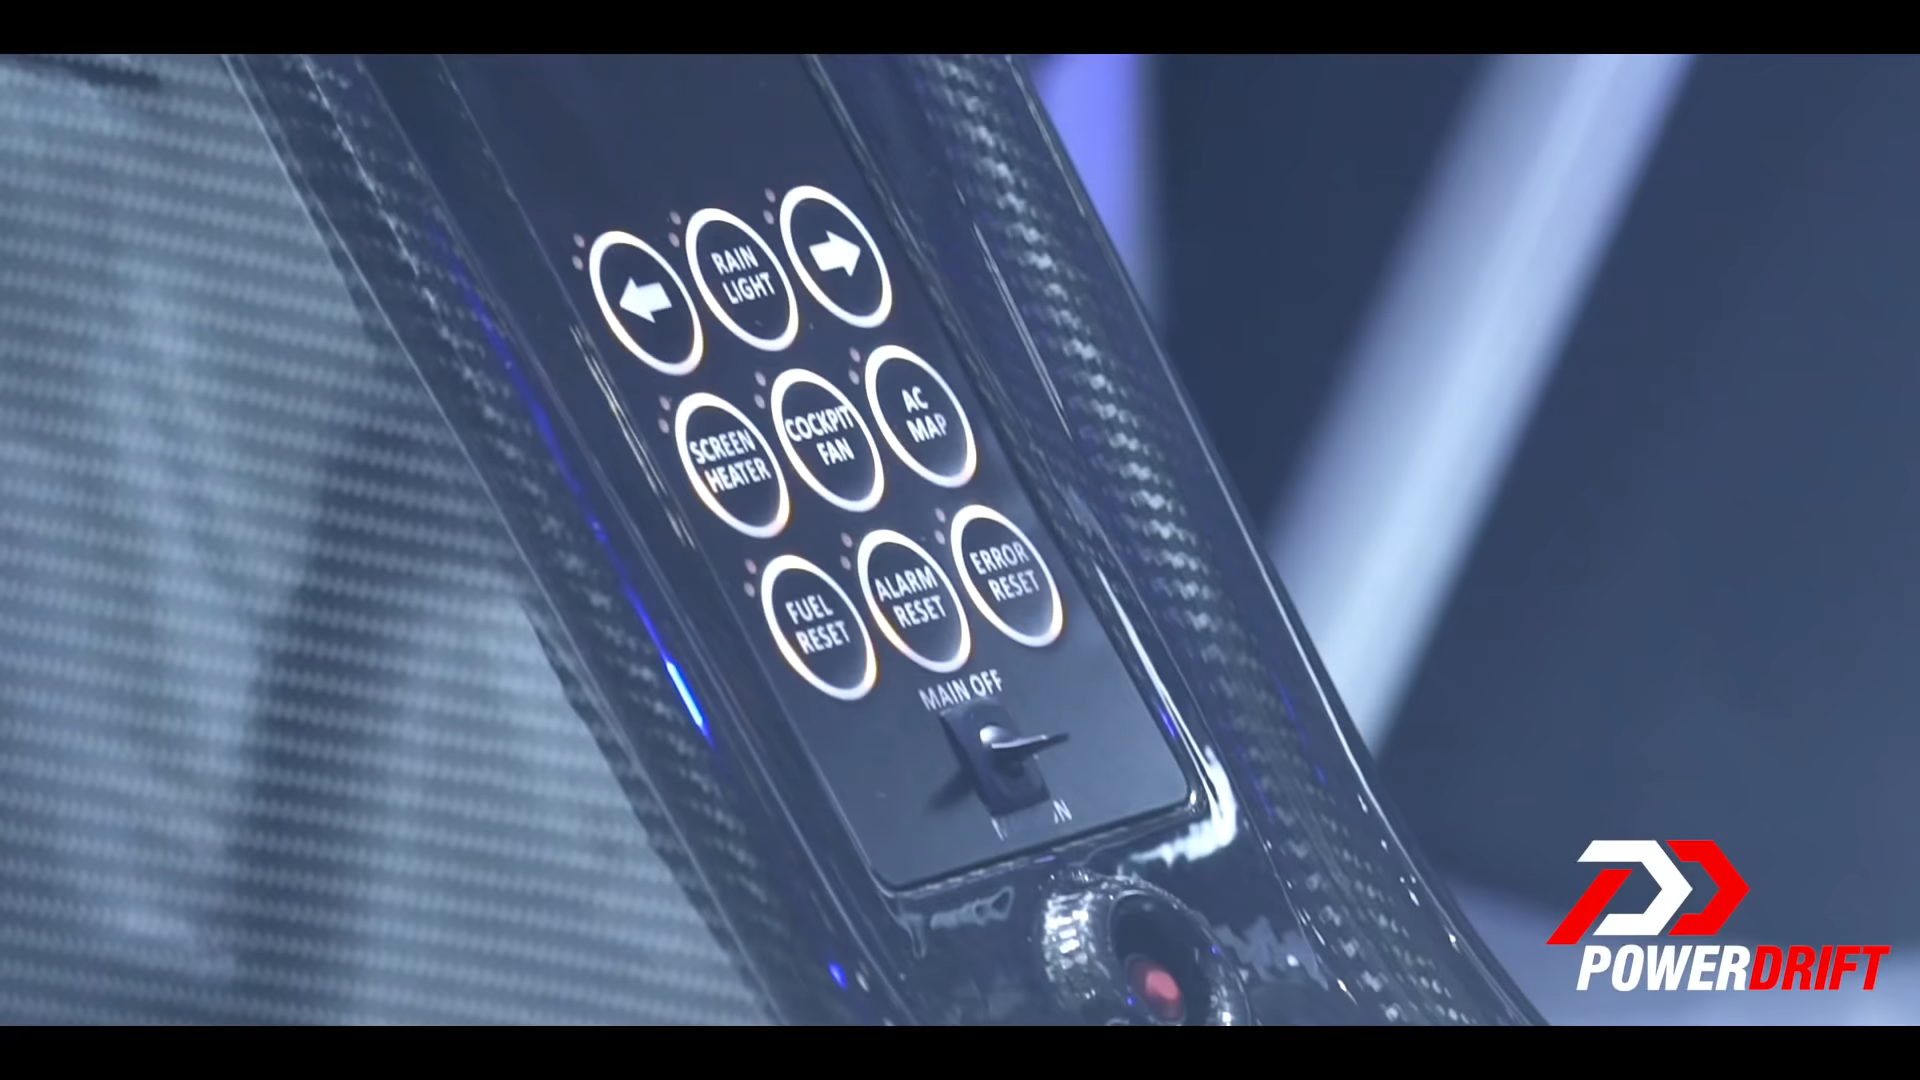 RAIN
LIGHT
SCREEN
HEATER
COCKPIT
FAN
AC
MAP
FUEL
RESET
ALARM
RESET
ERROR
RESET
MAIN OFF
POWERDRIFT